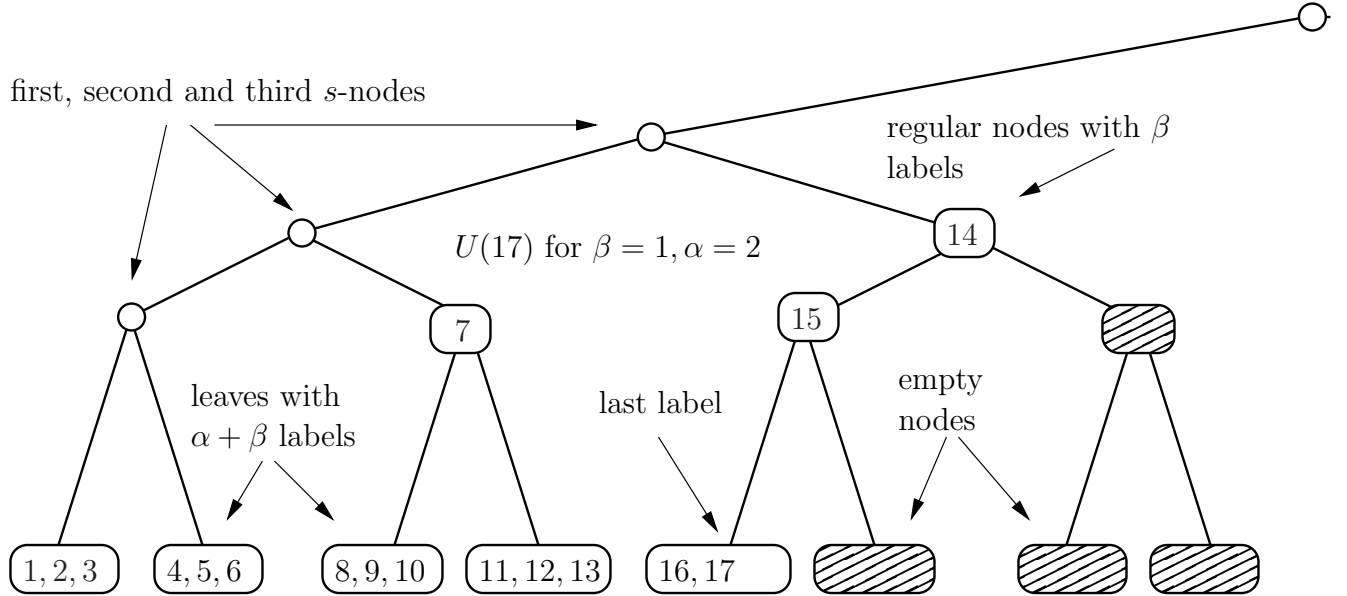 first, second and third s-nodes
regular nodes with β
labels
14
U(17) for β = 1, α = 2
7
15
leaves with
α + β labels
last label
empty
nodes
1, 2, 3
4, 5, 6
8, 9, 10
11, 12, 13
16, 17